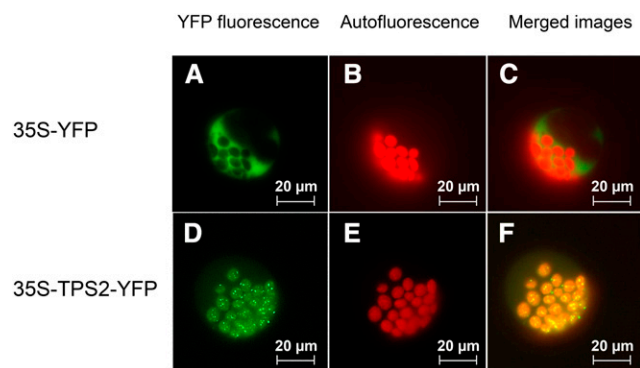 YFP fluorescence Autofluorescence Merged images
35S-YFP
A B C
20 µm 20 µm 20 µm
35S-TPS2-YFP
D E F
20 µm 20 µm 20 µm